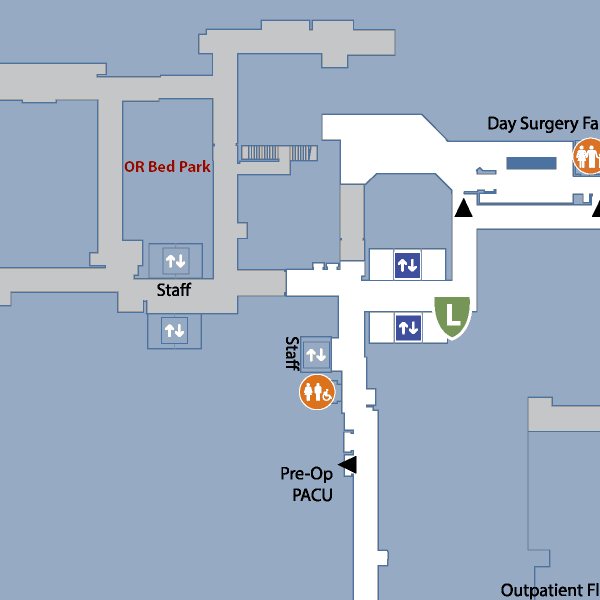 Day Surgery Fa
OR Bed Park
Staff
L
Staff
Pre-Op
PACU
Outpatient Fl